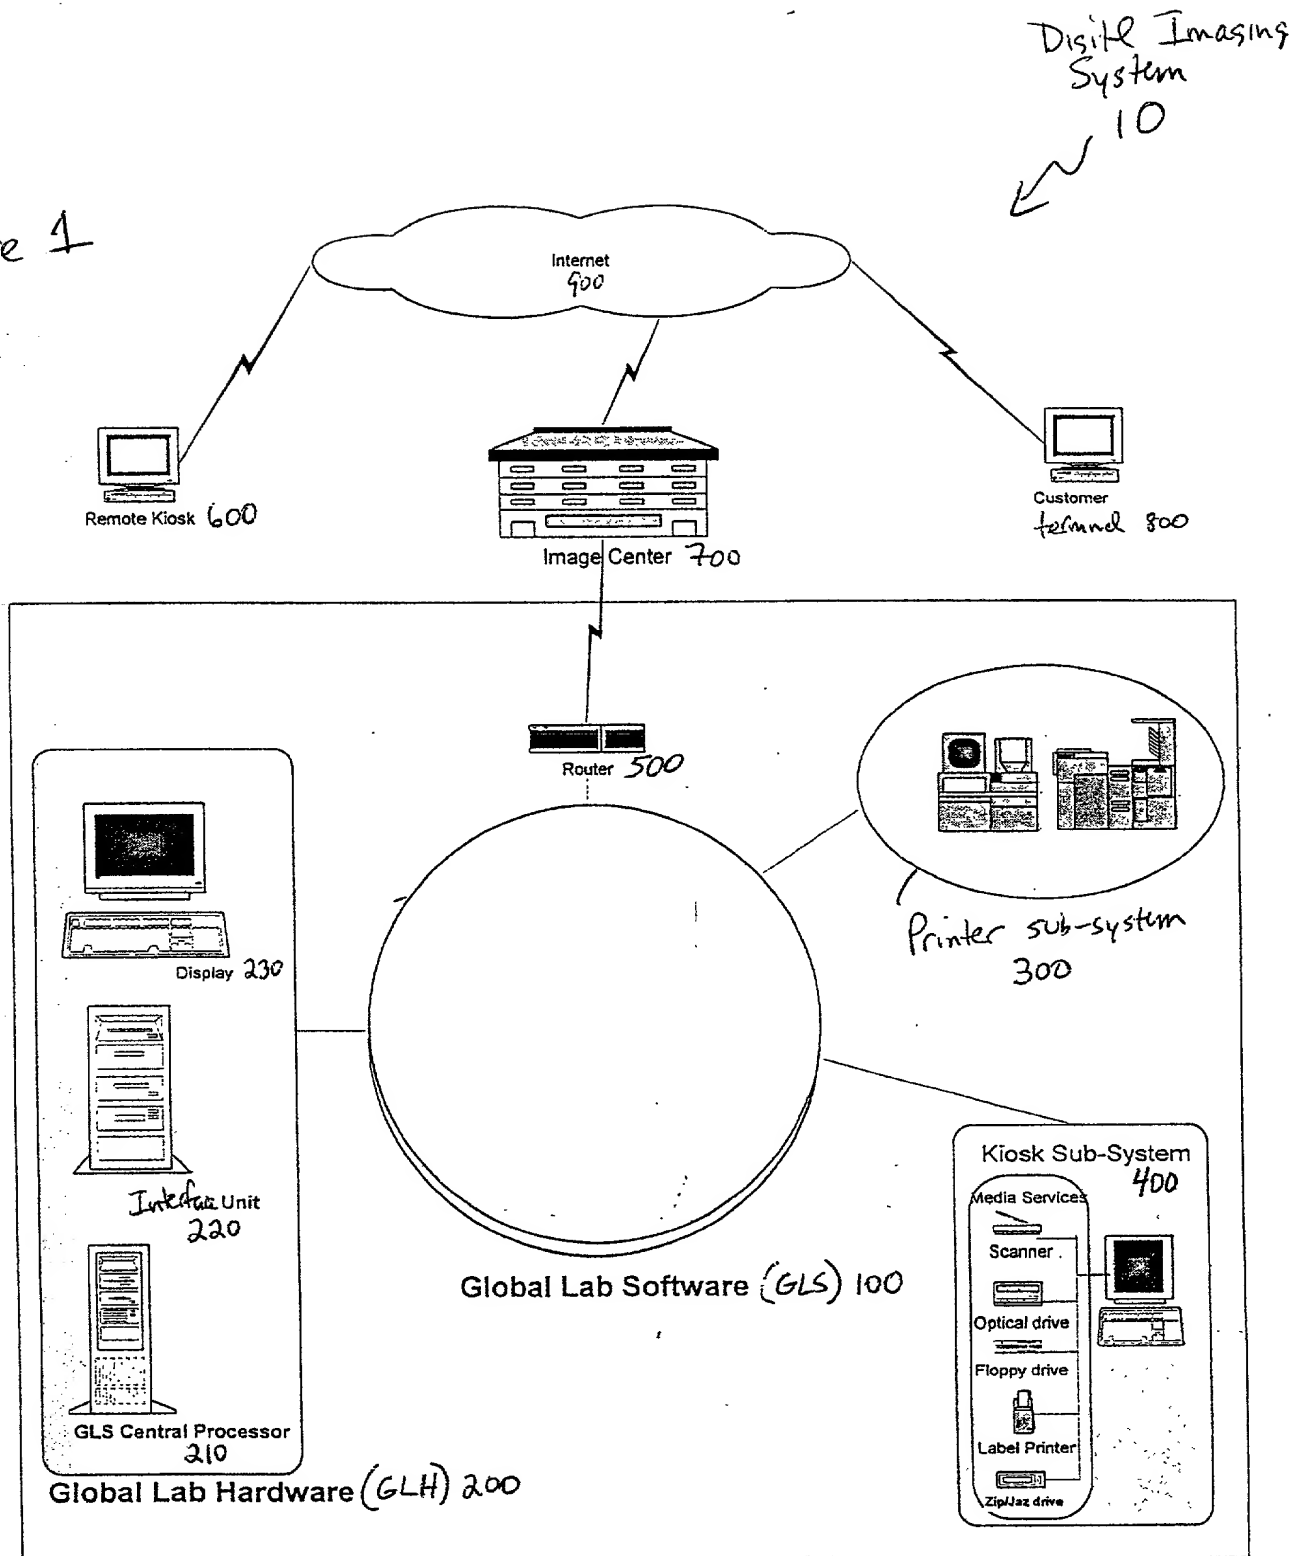 Digital Imaging
System
10
e 1
Internet
900
Remote Kiosk 600
Image Center 700
Customer
terminal 800
Router 500
Printer sub-system
300
Display 230
Interface Unit
220
GLS Central Processor
210
Global Lab Hardware (GLH) 200
Global Lab Software (GLS) 100
Kiosk Sub-System
400
Media Services
Scanner
Optical drive
Floppy drive
Label Printer
Zip/Jaz drive